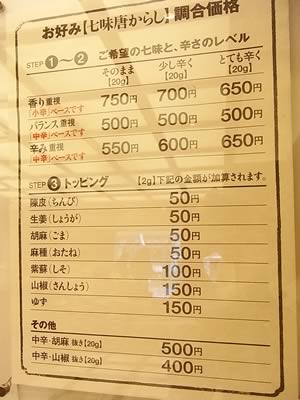 お好み【七味唐からし】調合価格
STEP ①~② ご希望の七味と、辛さのレベル
そのまま【20g】 少し辛く【20g】 とても辛く【20g】
香り重視 750円 700円 650円
【小辛】ベースです
バランス重視 500円 500円 500円
【中辛】ベースです
辛み重視 550円 600円 650円
【中辛】ベースです
STEP ③ トッピング 【2g】下記の金額が加算されます。
陳皮(ちんぴ) 50円
生姜(しょうが) 50円
胡麻(ごま) 50円
麻種(おたね) 50円
紫蘇(しそ) 100円
山椒(さんしょう) 150円
ゆず 150円
その他
中辛・胡麻 抜き【20g】 500円
中辛・山椒 抜き【20g】 400円